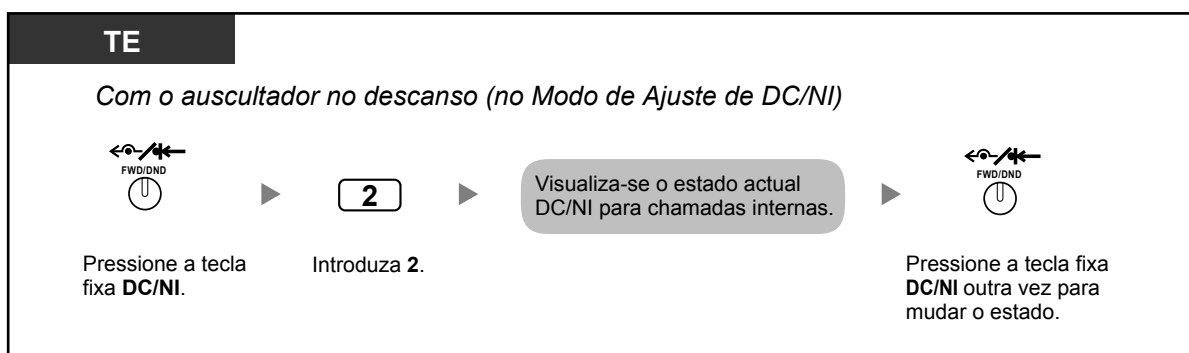 TE
Com o auscultador no descanso (no Modo de Ajuste de DC/NI)
FWD/DND
2
Visualiza-se o estado actual
DC/NI para chamadas internas.
FWD/DND
Pressione a tecla
fixa DC/NI.
Introduza 2.
Pressione a tecla fixa
DC/NI outra vez para
mudar o estado.